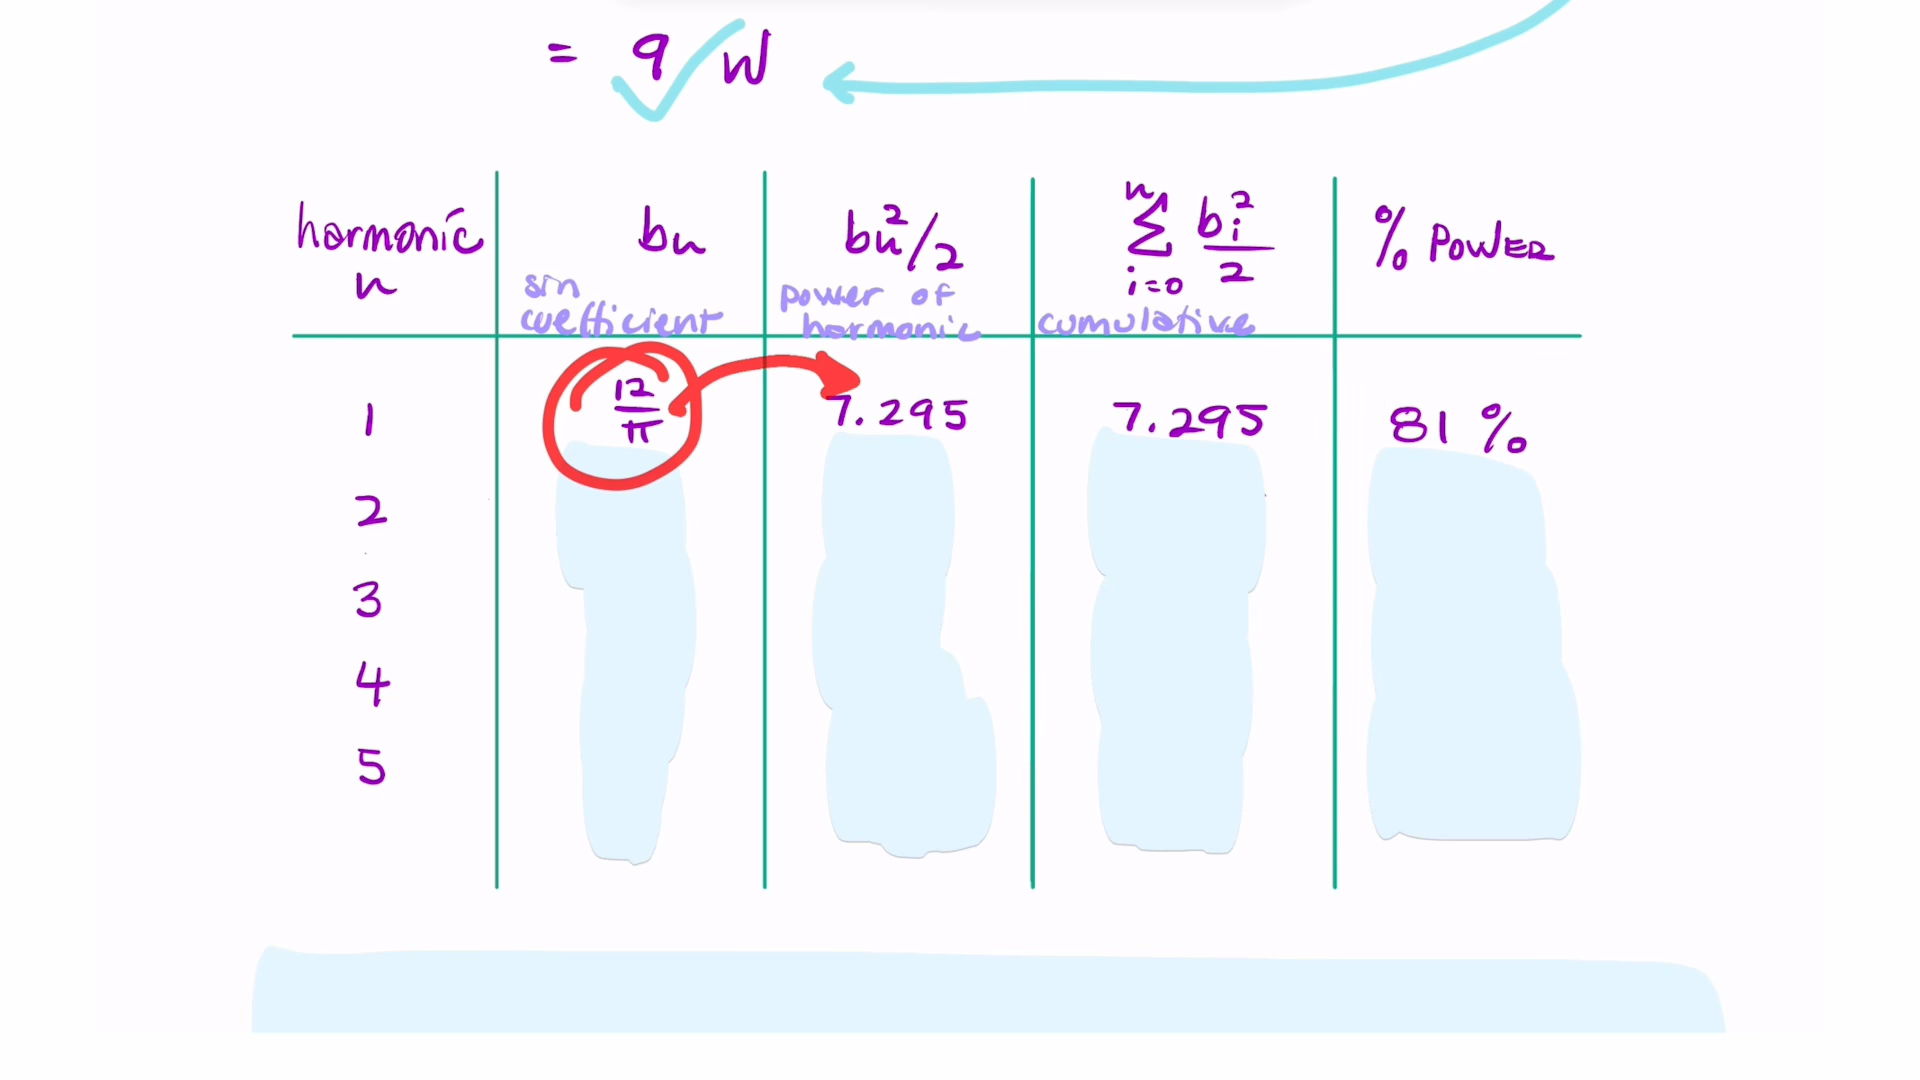 = 9 W
harmonic n
bn
sin coefficient
bn²/2
power of harmonic
n
Σ bi²/2
i=0
cumulative
% POWER
1 12/π 7.295 7.295 81 %
2
3
4
5